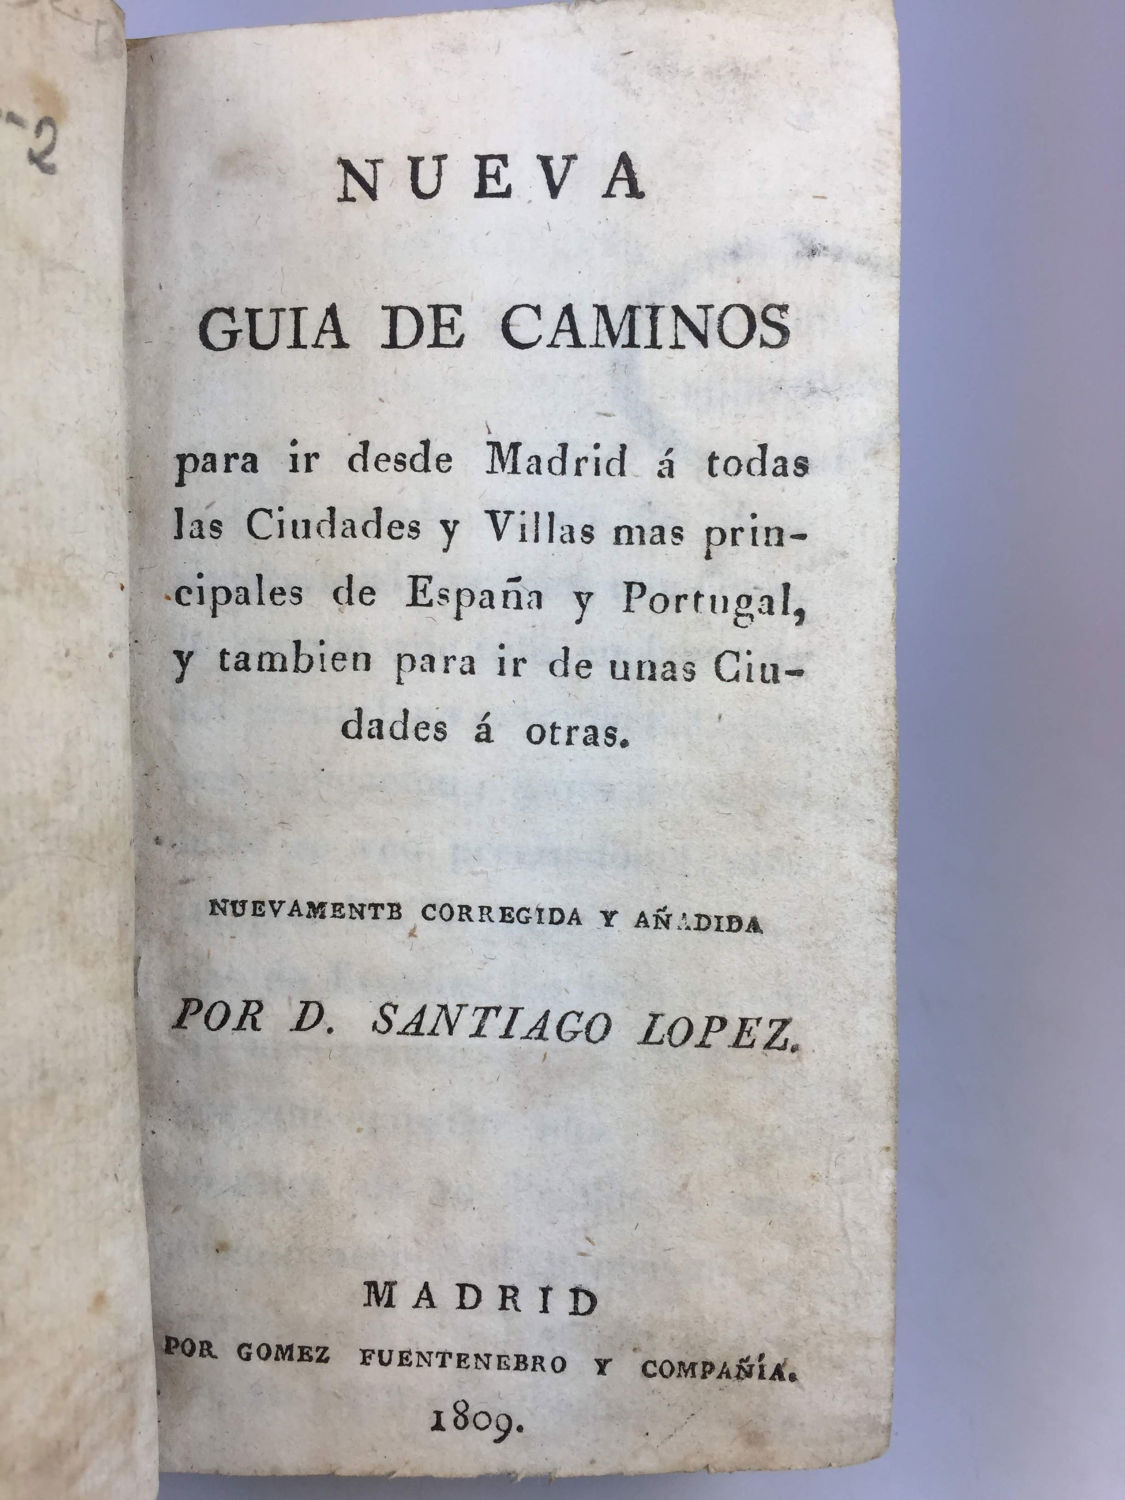 -2
NUEVA
GUIA DE CAMINOS
para ir desde Madrid á todas
las Ciudades y Villas mas prin-
cipales de España y Portugal,
y tambien para ir de unas Ciu-
dades á otras.
NUEVAMENTE CORREGIDA Y AÑADIDA
POR D. SANTIAGO LOPEZ.
MADRID
POR GOMEZ FUENTENEBRO Y COMPAÑÍA.
1809.